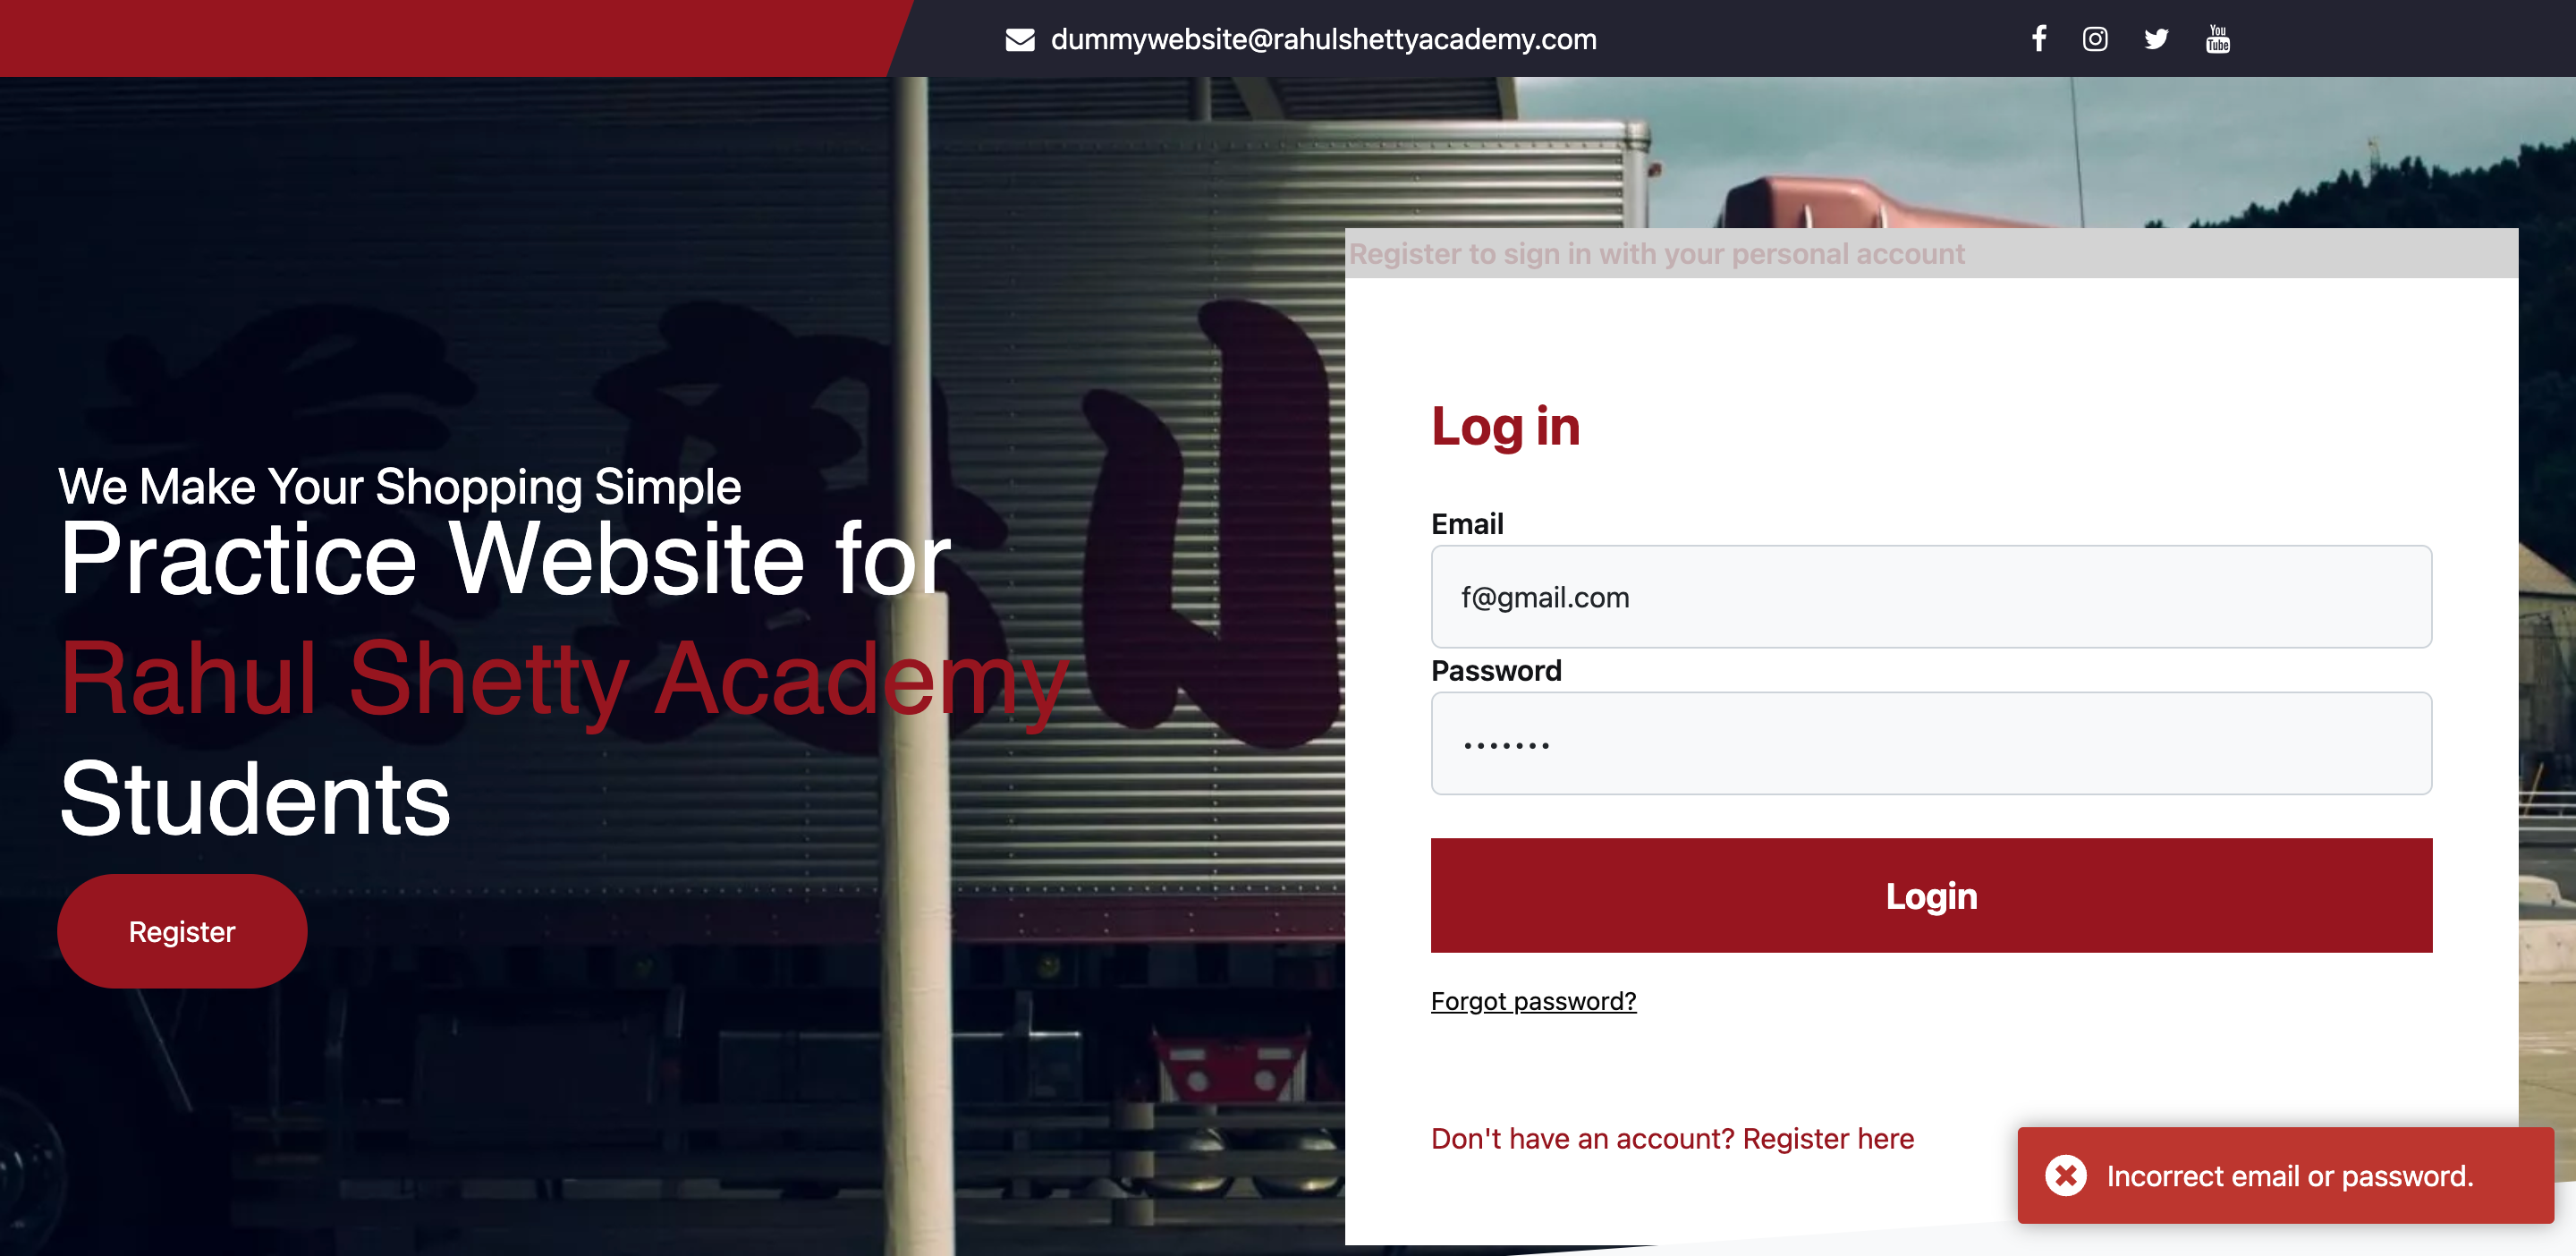 dummywebsite@rahulshettyacademy.com
You
Tube
Register to sign in with your personal account
We Make Your Shopping Simple
Practice Website for
Rahul Shetty Academy
Students
Register
Log in
Email
f@gmail.com
Password
Login
Forgot password?
Don't have an account? Register here
Incorrect email or password.